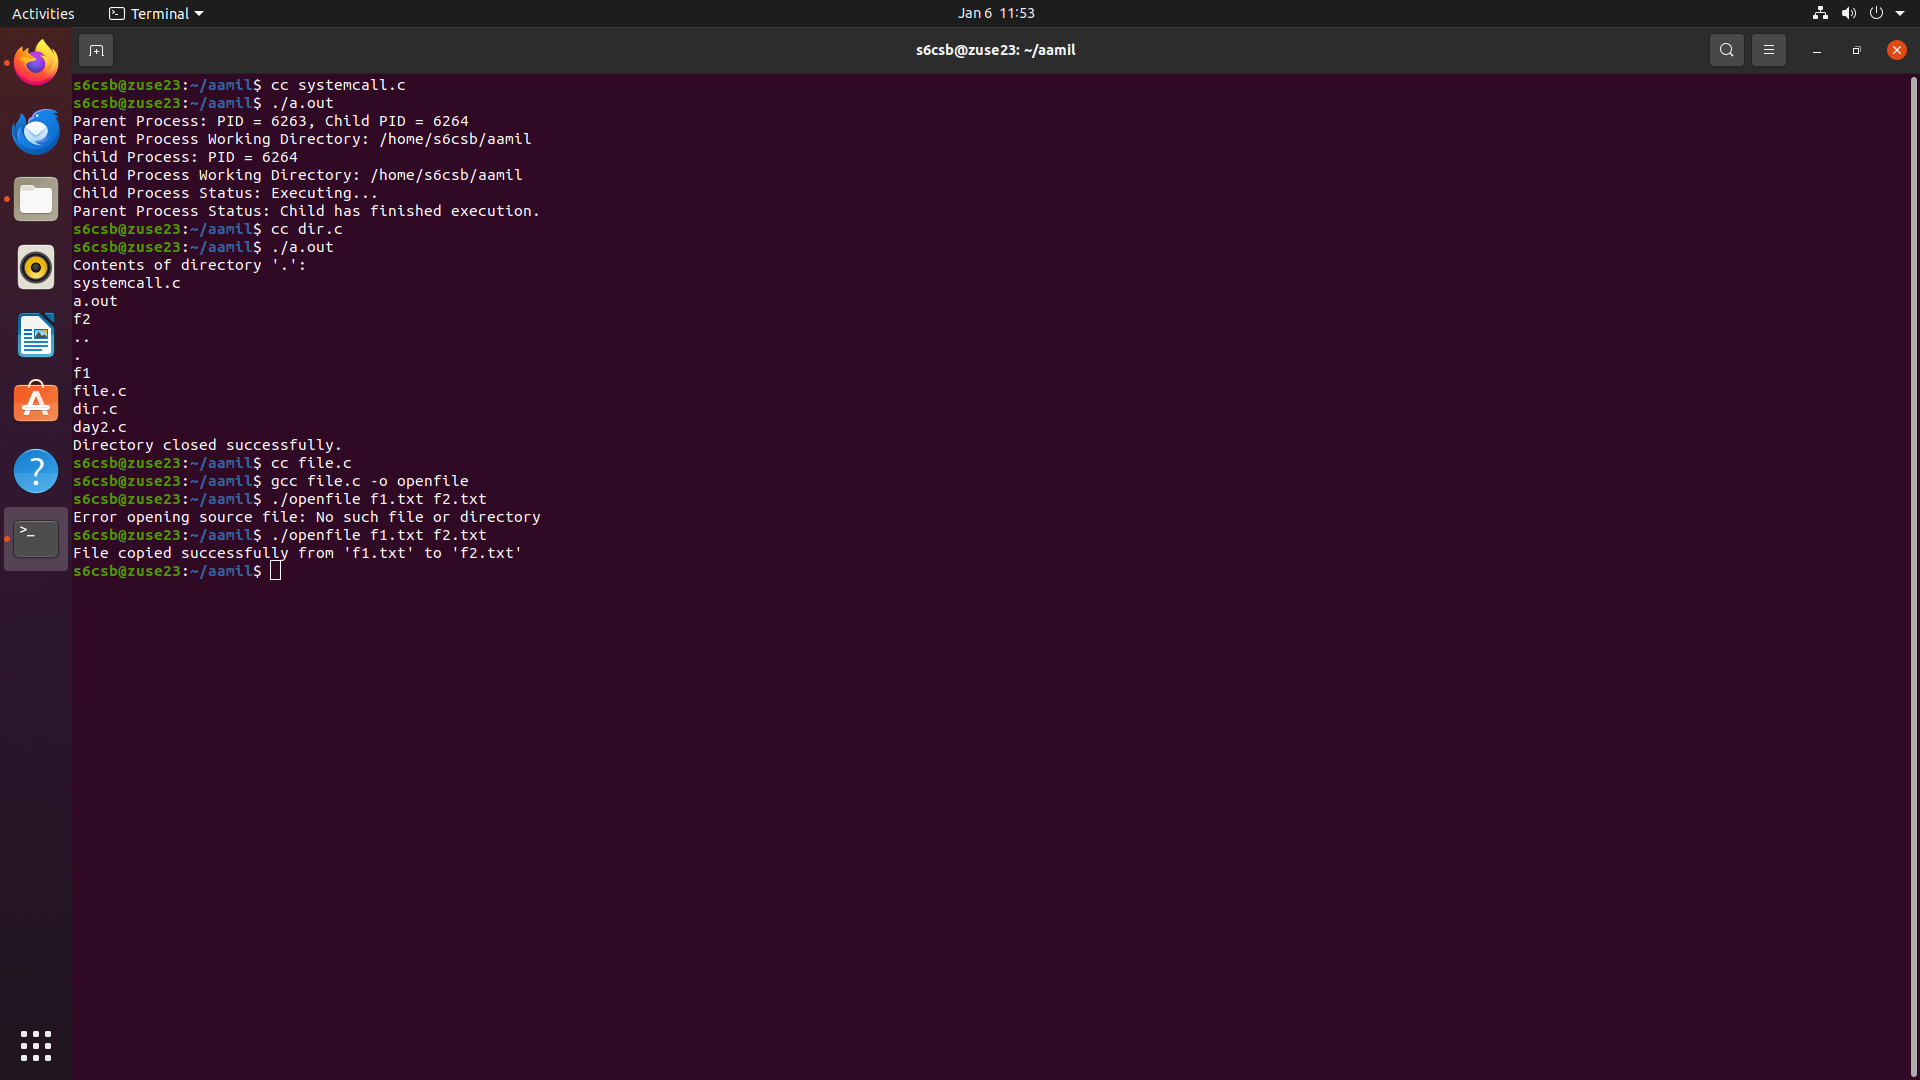 Activities
Terminal
Jan 6 11:53
s6csb@zuse23: ~/aamil
s6csb@zuse23:~/aamil$ cc systemcall.c
s6csb@zuse23:~/aamil$ ./a.out
Parent Process: PID = 6263, Child PID = 6264
Parent Process Working Directory: /home/s6csb/aamil
Child Process: PID = 6264
Child Process Working Directory: /home/s6csb/aamil
Child Process Status: Executing...
Parent Process Status: Child has finished execution.
s6csb@zuse23:~/aamil$ cc dir.c
s6csb@zuse23:~/aamil$ ./a.out
Contents of directory '.':
systemcall.c
a.out
f2
..
.
f1
file.c
dir.c
day2.c
Directory closed successfully.
s6csb@zuse23:~/aamil$ cc file.c
s6csb@zuse23:~/aamil$ gcc file.c -o openfile
s6csb@zuse23:~/aamil$ ./openfile f1.txt f2.txt
Error opening source file: No such file or directory
s6csb@zuse23:~/aamil$ ./openfile f1.txt f2.txt
File copied successfully from 'f1.txt' to 'f2.txt'
s6csb@zuse23:~/aamil$